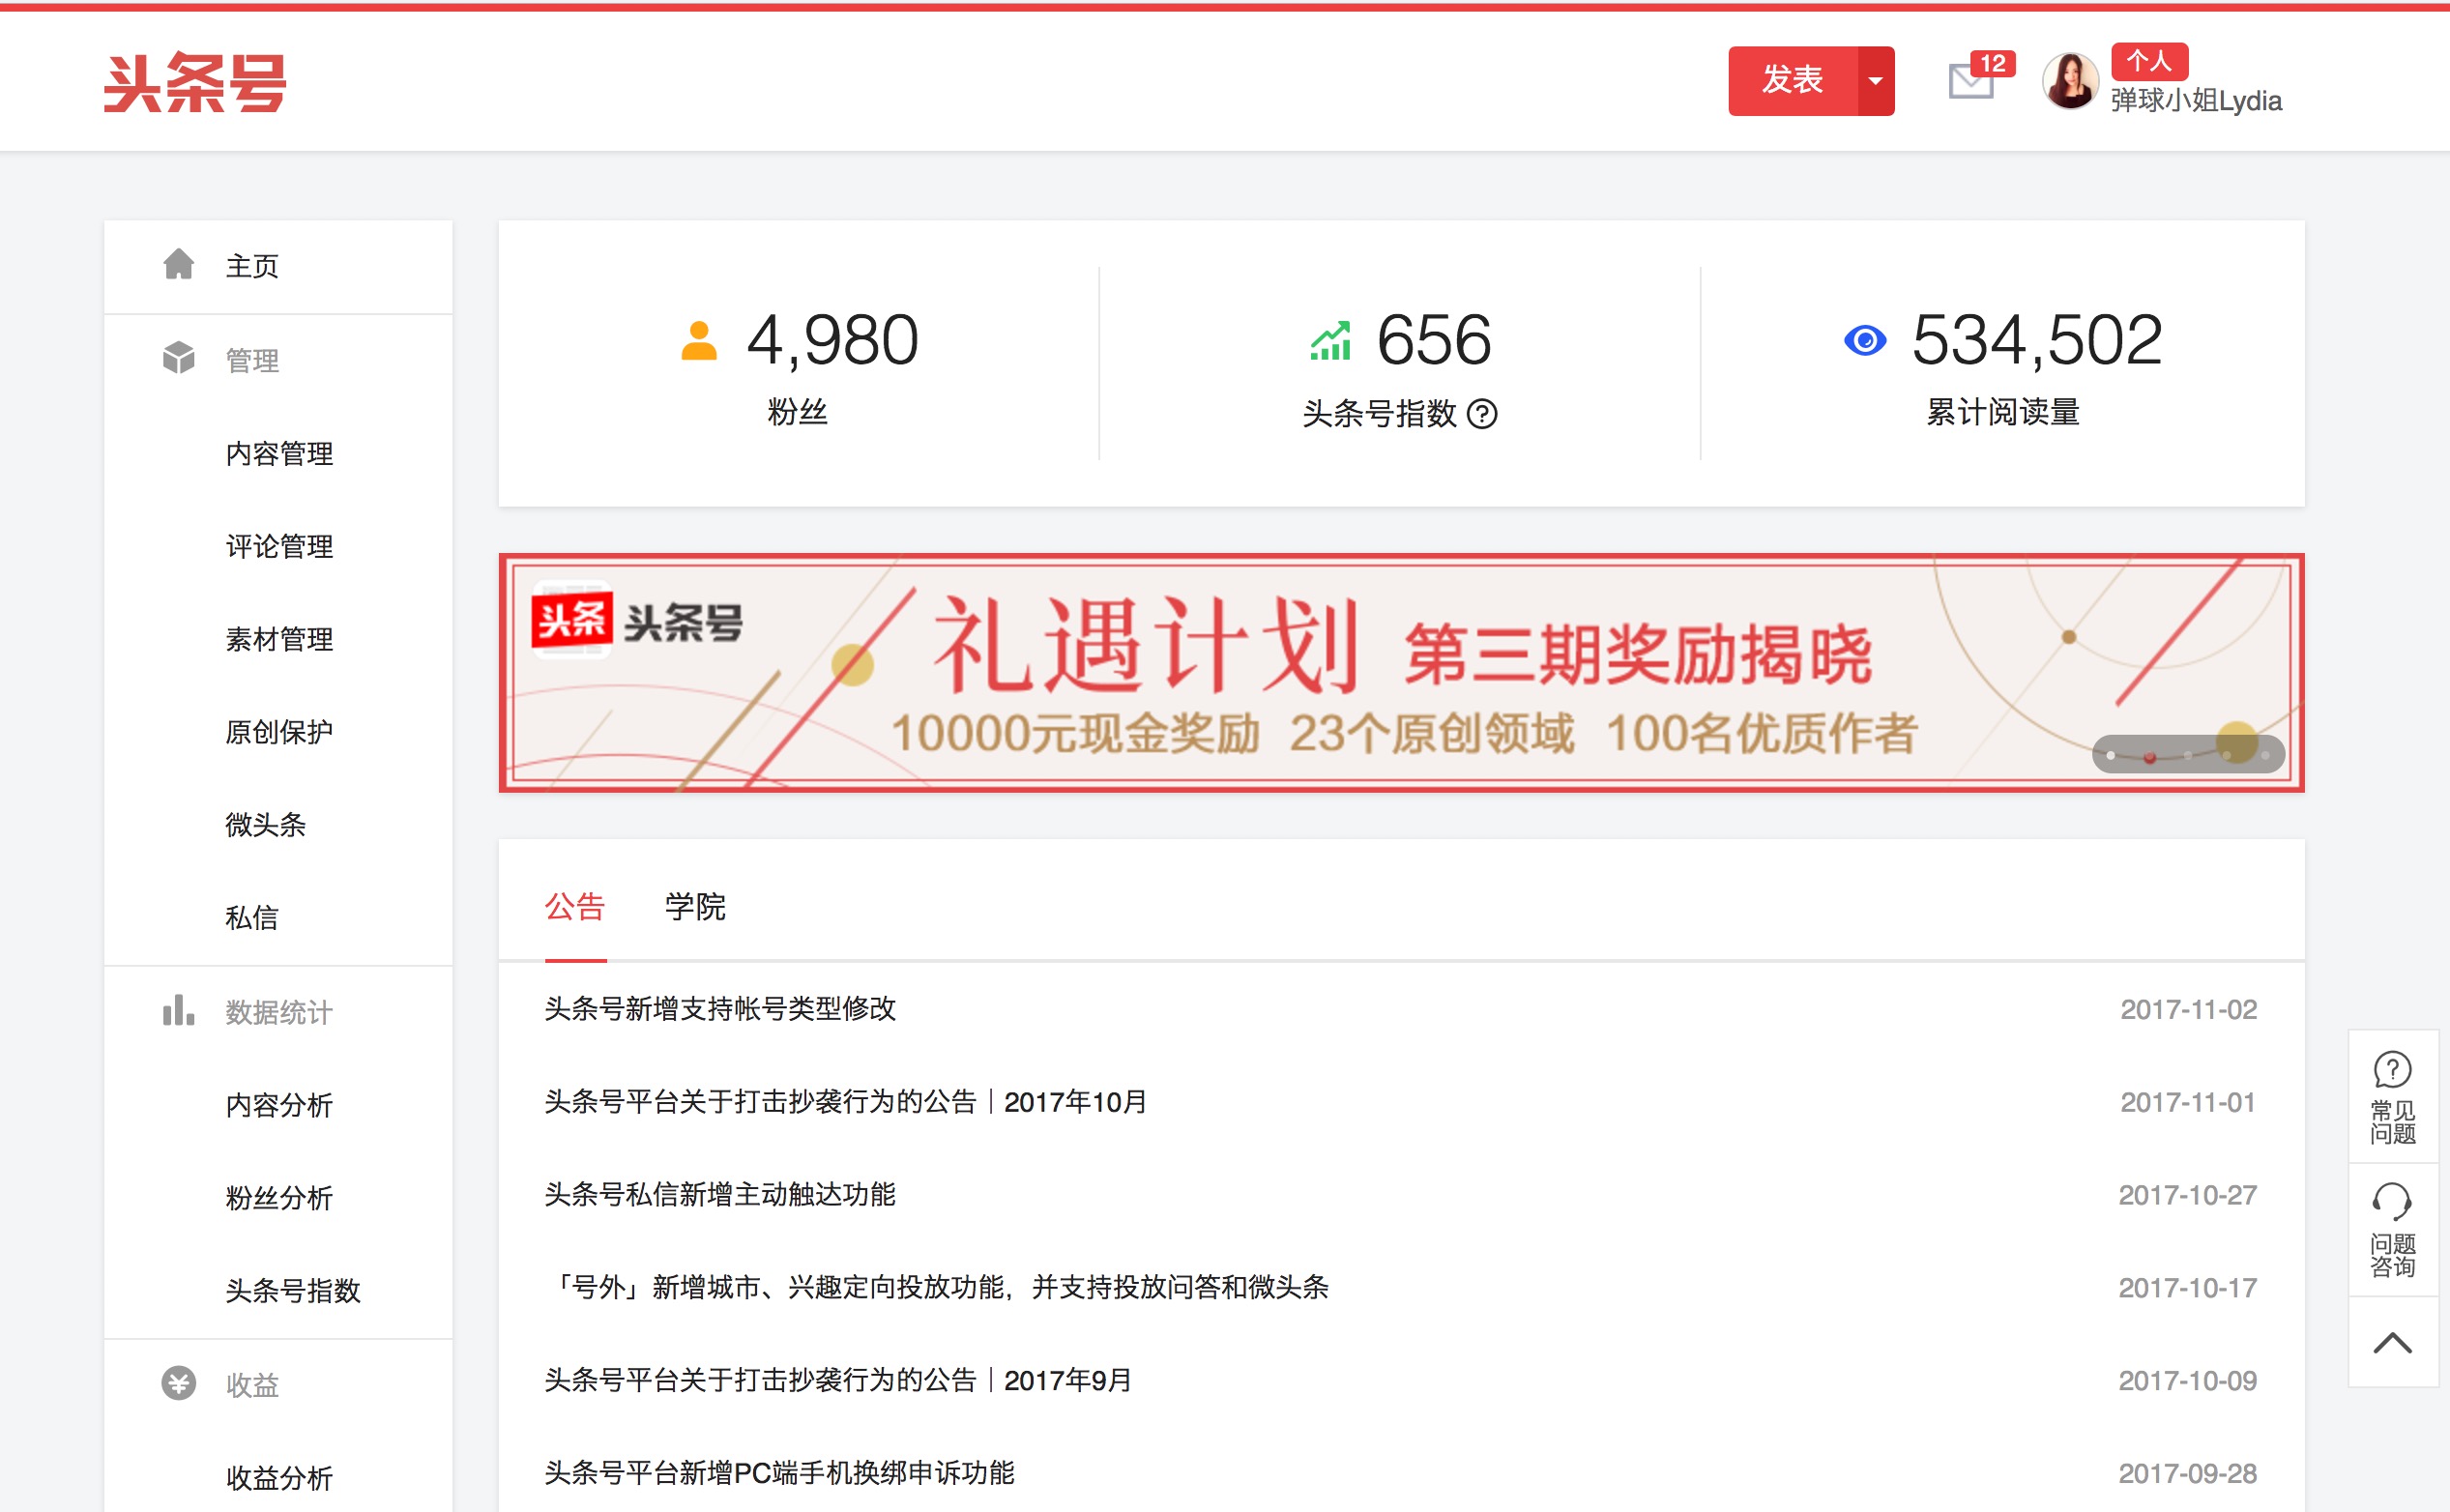 头条号
发表
12
个人
弹球小姐Lydia
主页
管理
内容管理
评论管理
素材管理
原创保护
微头条
私信
数据统计
内容分析
粉丝分析
头条号指数
收益
收益分析
4,980
粉丝
656
头条号指数 ?
534,502
累计阅读量
头条 头条号
礼遇计划 第三期奖励揭晓
10000元现金奖励 23个原创领域 100名优质作者
公告 学院
头条号新增支持帐号类型修改 2017-11-02
头条号平台关于打击抄袭行为的公告｜2017年10月 2017-11-01
头条号私信新增主动触达功能 2017-10-27
「号外」新增城市、兴趣定向投放功能，并支持投放问答和微头条 2017-10-17
头条号平台关于打击抄袭行为的公告｜2017年9月 2017-10-09
头条号平台新增PC端手机换绑申诉功能 2017-09-28
常见
问题
问题
咨询